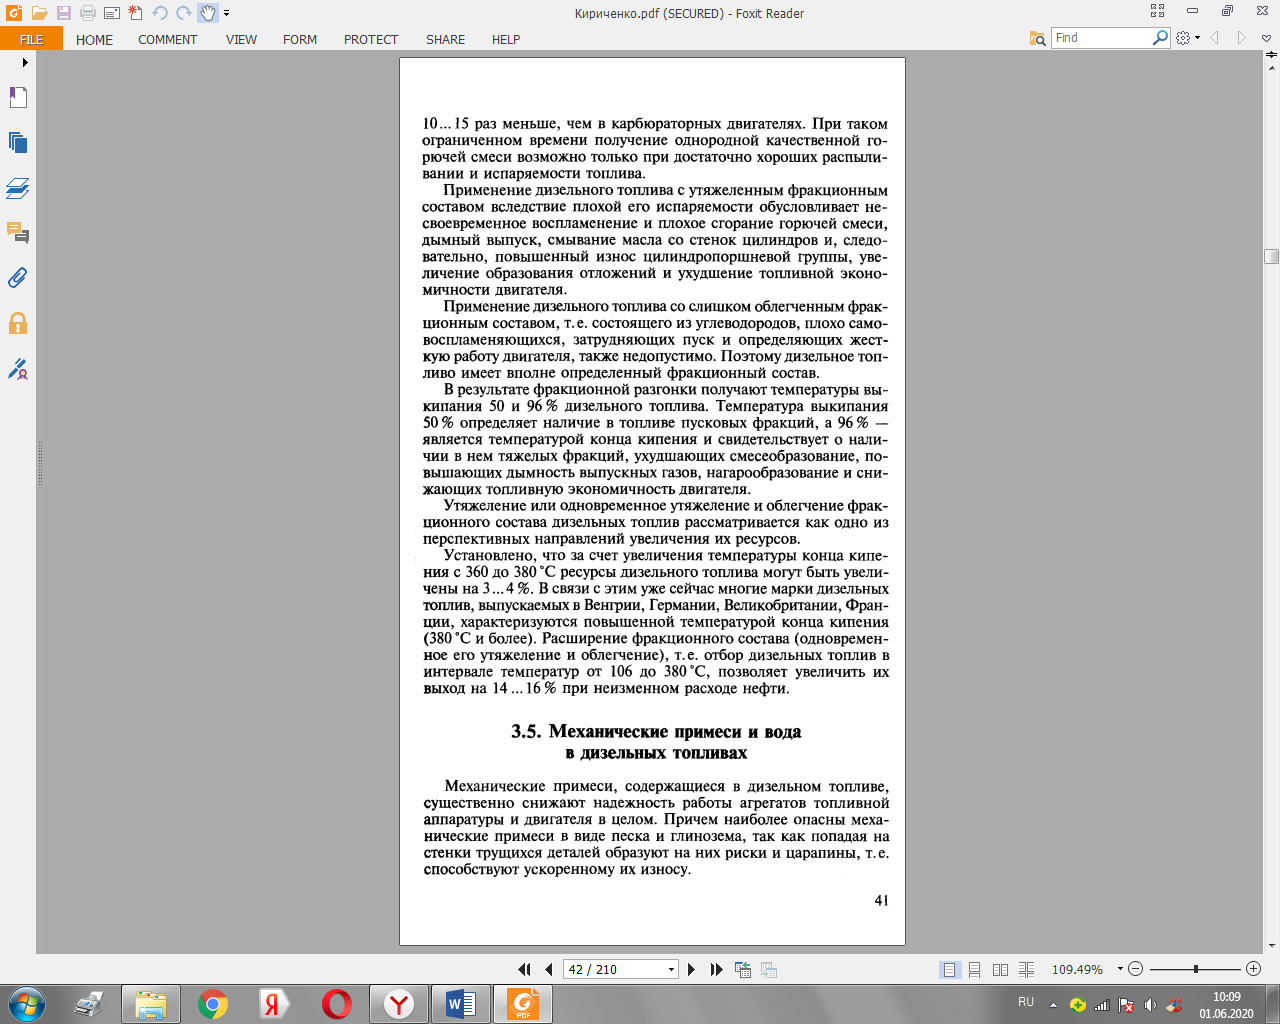 Кириченко.pdf (SECURED) - Foxit Reader
FILE HOME COMMENT VIEW FORM PROTECT SHARE HELP Find
10...15 раз меньше, чем в карбюраторных двигателях. При таком
ограниченном времени получение однородной качественной го-
рючей смеси возможно только при достаточно хороших распыли-
вании и испаряемости топлива.
Применение дизельного топлива с утяжеленным фракционным
составом вследствие плохой его испаряемости обусловливает не-
своевременное воспламенение и плохое сгорание горючей смеси,
дымный выпуск, смывание масла со стенок цилиндров и, следо-
вательно, повышенный износ цилиндропоршневой группы, уве-
личение образования отложений и ухудшение топливной эконо-
мичности двигателя.
Применение дизельного топлива со слишком облегченным фрак-
ционным составом, т.е. состоящего из углеводородов, плохо само-
воспламеняющихся, затрудняющих пуск и определяющих жест-
кую работу двигателя, также недопустимо. Поэтому дизельное топ-
ливо имеет вполне определенный фракционный состав.
В результате фракционной разгонки получают температуры вы-
кипания 50 и 96 % дизельного топлива. Температура выкипания
50 % определяет наличие в топливе пусковых фракций, а 96 % —
является температурой конца кипения и свидетельствует о нали-
чии в нем тяжелых фракций, ухудшающих смесеобразование, по-
вышающих дымность выпускных газов, нагарообразование и сни-
жающих топливную экономичность двигателя.
Утяжеление или одновременное утяжеление и облегчение фрак-
ционного состава дизельных топлив рассматривается как одно из
перспективных направлений увеличения их ресурсов.
Установлено, что за счет увеличения температуры конца кипе-
ния с 360 до 380 °С ресурсы дизельного топлива могут быть увели-
чены на 3...4 %. В связи с этим уже сейчас многие марки дизельных
топлив, выпускаемых в Венгрии, Германии, Великобритании, Фран-
ции, характеризуются повышенной температурой конца кипения
(380 °С и более). Расширение фракционного состава (одновремен-
ное его утяжеление и облегчение), т.е. отбор дизельных топлив в
интервале температур от 106 до 380 °С, позволяет увеличить их
выход на 14 ...16 % при неизменном расходе нефти.
3.5. Механические примеси и вода
в дизельных топливах
Механические примеси, содержащиеся в дизельном топливе,
существенно снижают надежность работы агрегатов топливной
аппаратуры и двигателя в целом. Причем наиболее опасны меха-
нические примеси в виде песка и глинозема, так как попадая на
стенки трущихся деталей образуют на них риски и царапины, т.е.
способствуют ускоренному их износу.
41
42 / 210 109.49%
RU 10:09
01.06.2020